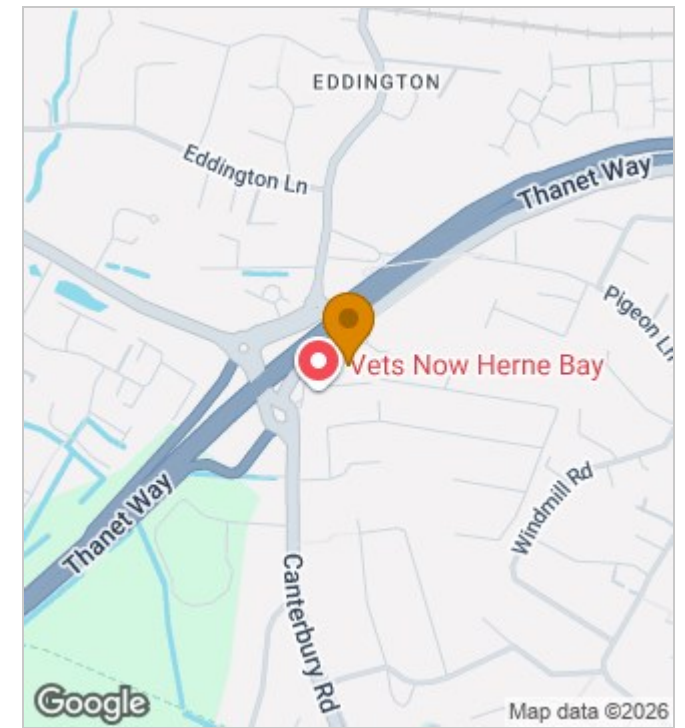 EDDINGTON
Eddington Ln
Thanet Way
Pigeon Ln
Vets Now Herne Bay
Windmill Rd
Thanet Way
Canterbury Rd
Google
Map data ©2026